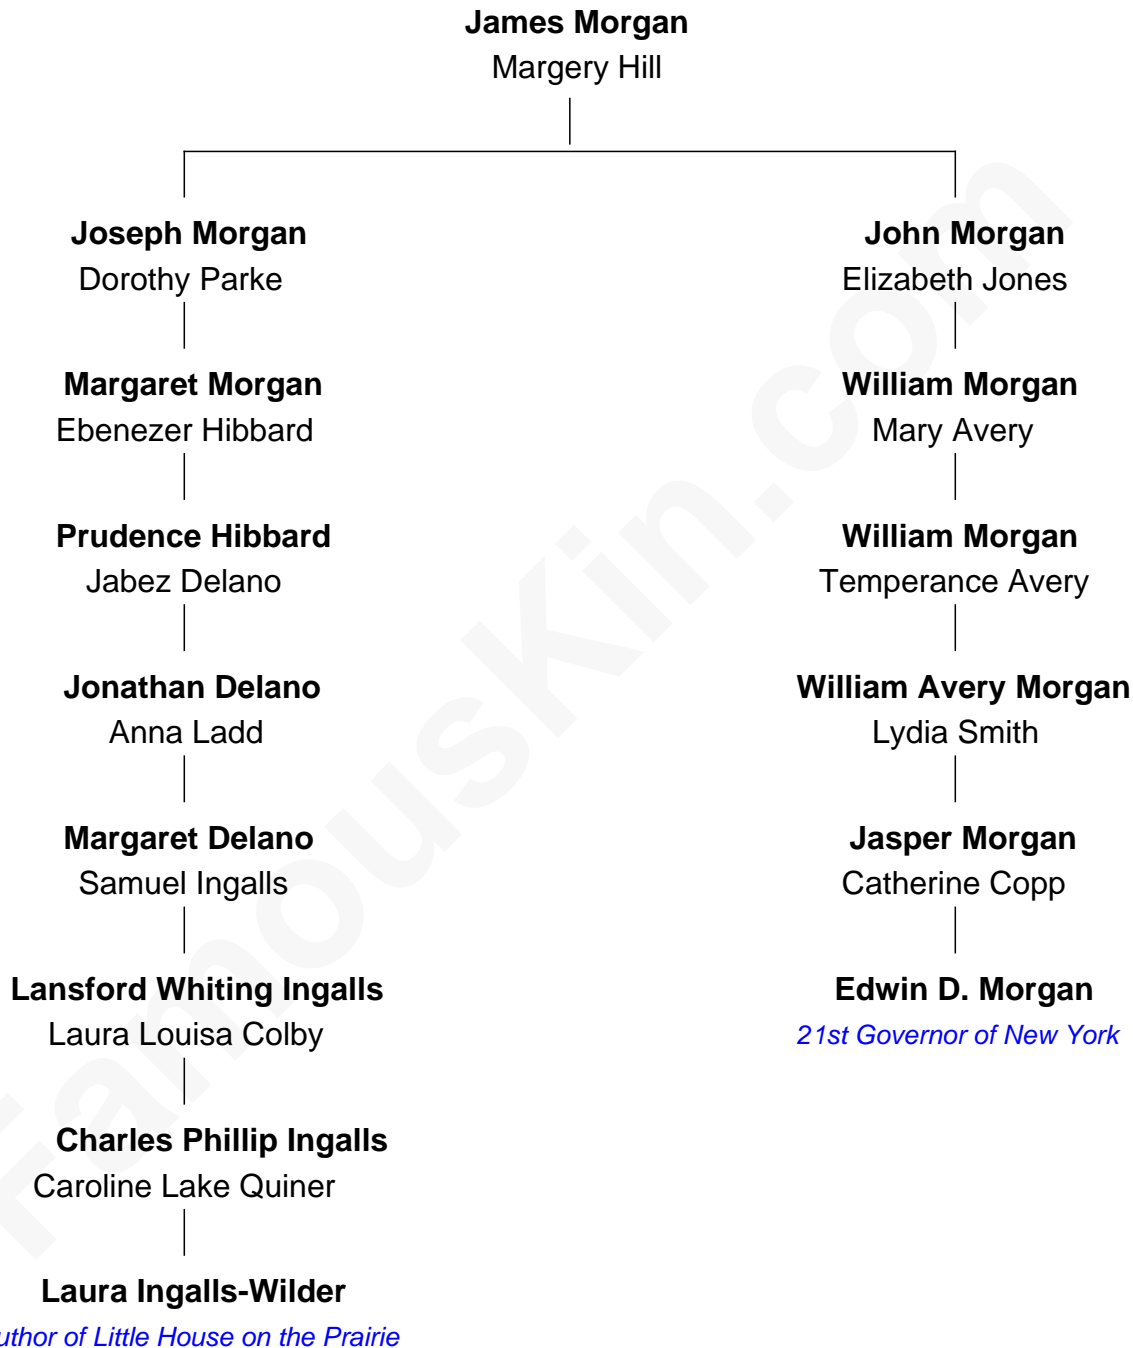 James Morgan
Margery Hill
Joseph Morgan
Dorothy Parke
John Morgan
Elizabeth Jones
Margaret Morgan
Ebenezer Hibbard
William Morgan
Mary Avery
Prudence Hibbard
Jabez Delano
William Morgan
Temperance Avery
Jonathan Delano
Anna Ladd
William Avery Morgan
Lydia Smith
Margaret Delano
Samuel Ingalls
Jasper Morgan
Catherine Copp
Lansford Whiting Ingalls
Laura Louisa Colby
Edwin D. Morgan
21st Governor of New York
Charles Phillip Ingalls
Caroline Lake Quiner
Laura Ingalls-Wilder
uthor of Little House on the Prairie
FamousKin.com